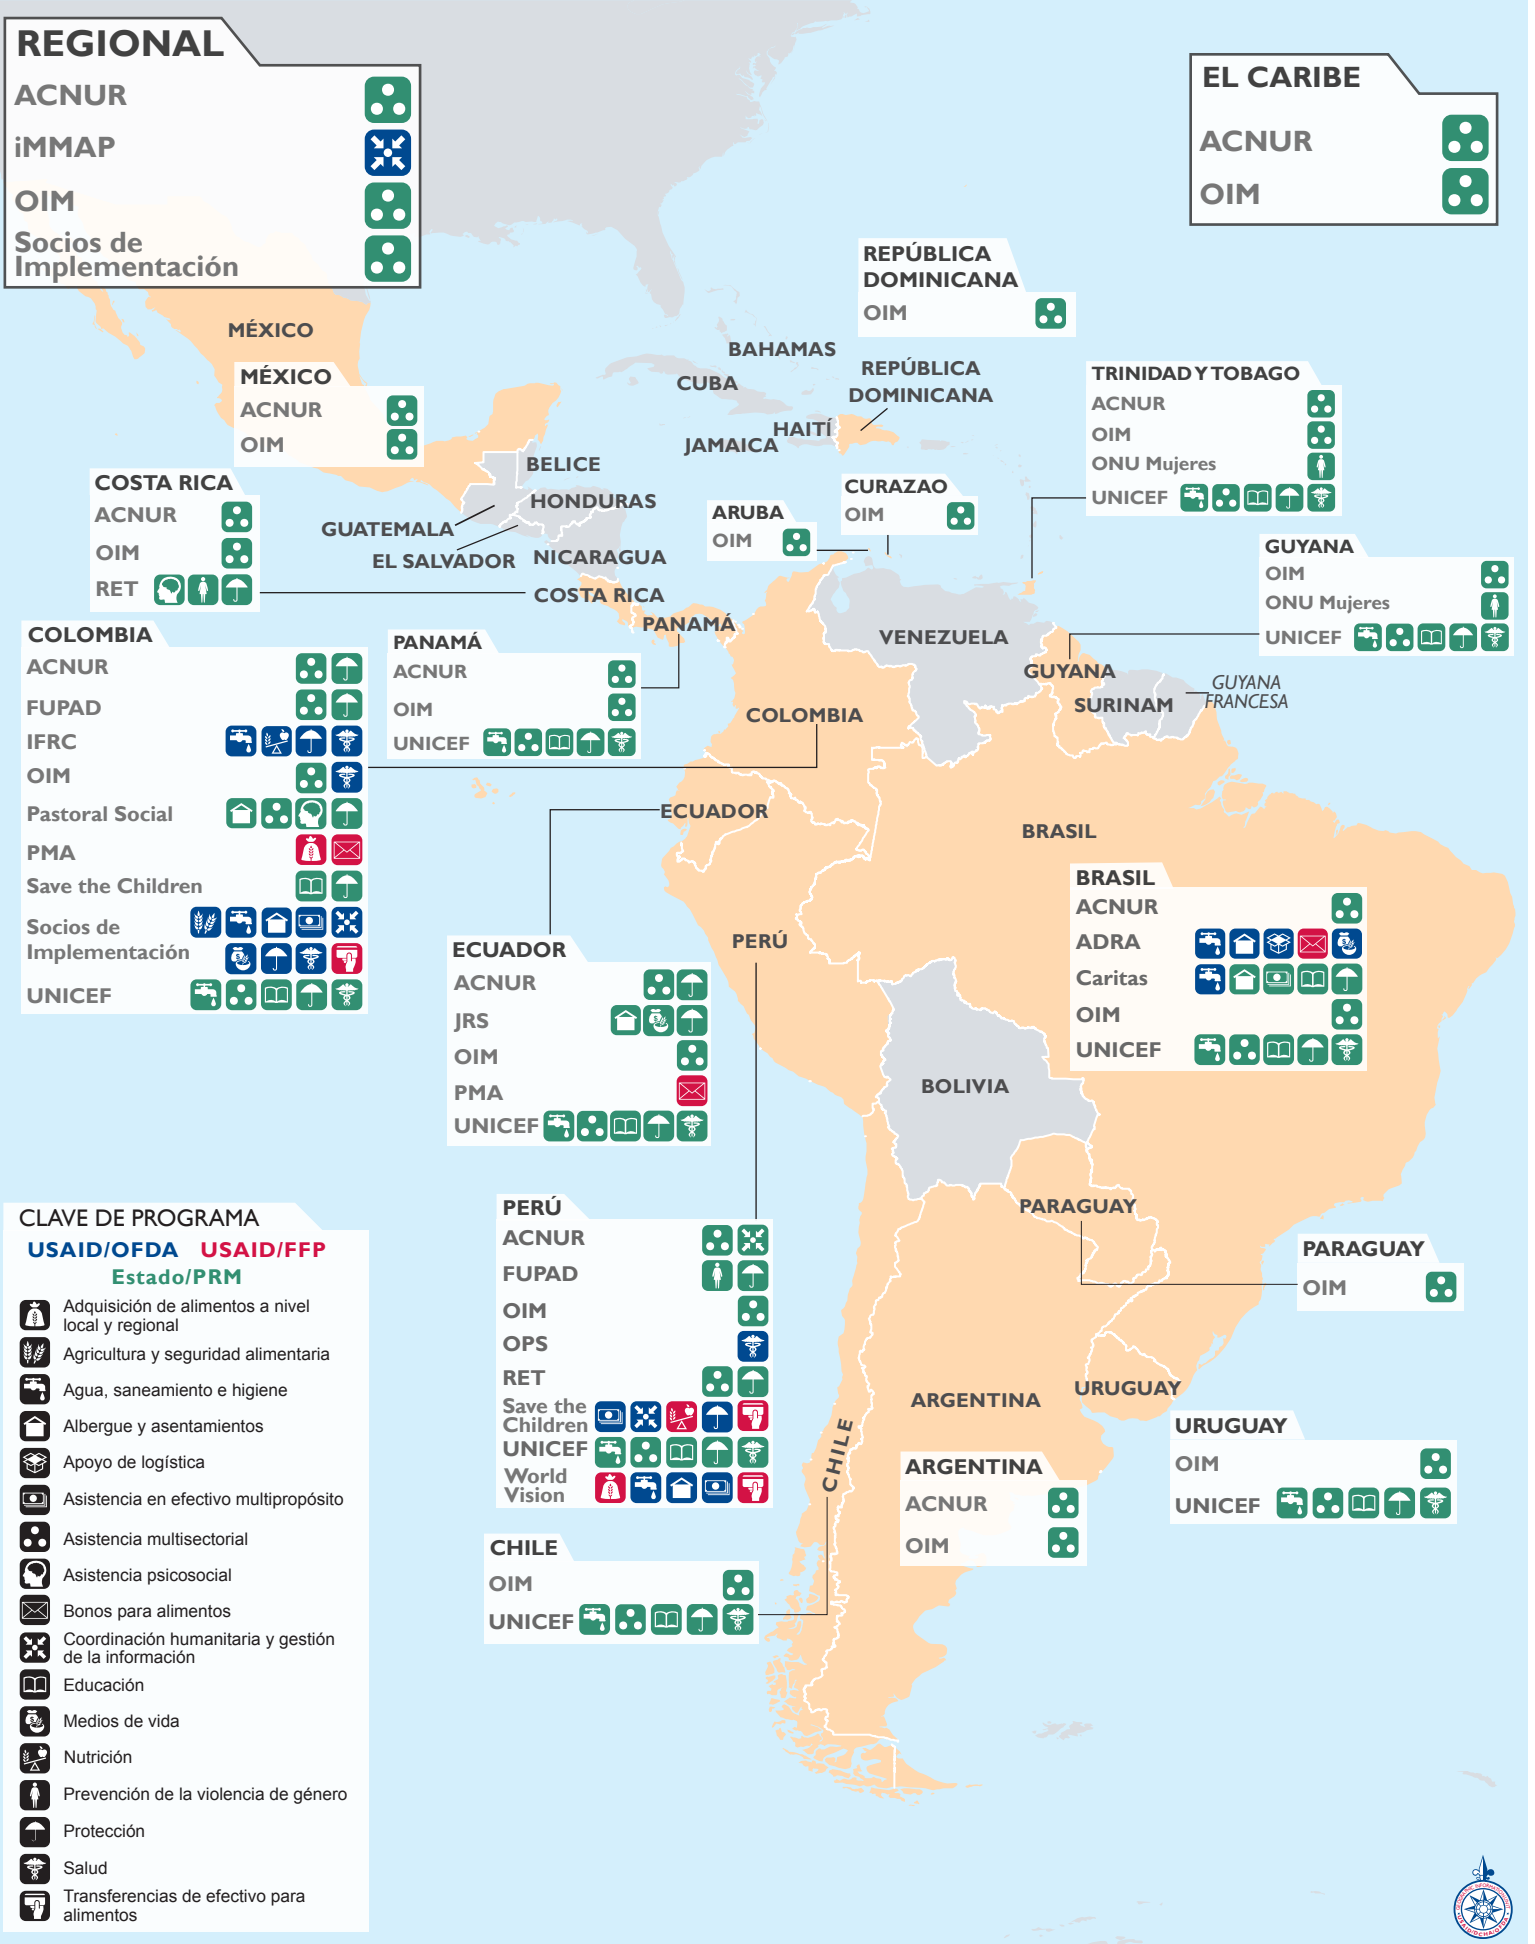 REGIONAL
ACNUR
iMMAP
OIM
Socios de
Implementación
EL CARIBE
ACNUR
OIM
REPÚBLICA
DOMINICANA
OIM
MÉXICO
MÉXICO
ACNUR
OIM
BAHAMAS
CUBA
REPÚBLICA
DOMINICANA
HAITÍ
JAMAICA
TRINIDAD Y TOBAGO
ACNUR
OIM
ONU Mujeres
UNICEF
BELICE
HONDURAS
GUATEMALA
EL SALVADOR
NICARAGUA
COSTA RICA
PANAMÁ
COSTA RICA
ACNUR
OIM
RET
ARUBA
OIM
CURAZAO
OIM
GUYANA
OIM
ONU Mujeres
UNICEF
VENEZUELA
GUYANA
SURINAM
GUYANA
FRANCESA
COLOMBIA
ACNUR
FUPAD
IFRC
OIM
Pastoral Social
PMA
Save the Children
Socios de
Implementación
UNICEF
PANAMÁ
ACNUR
OIM
UNICEF
COLOMBIA
ECUADOR
BRASIL
PERÚ
BRASIL
ACNUR
ADRA
Caritas
OIM
UNICEF
ECUADOR
ACNUR
JRS
OIM
PMA
UNICEF
BOLIVIA
PARAGUAY
PERÚ
ACNUR
FUPAD
OIM
OPS
RET
Save the
Children
UNICEF
World
Vision
PARAGUAY
OIM
ARGENTINA
URUGUAY
CHILE
URUGUAY
OIM
UNICEF
ARGENTINA
ACNUR
OIM
CHILE
OIM
UNICEF
CLAVE DE PROGRAMA
USAID/OFDA USAID/FFP
Estado/PRM
Adquisición de alimentos a nivel
local y regional
Agricultura y seguridad alimentaria
Agua, saneamiento e higiene
Albergue y asentamientos
Apoyo de logística
Asistencia en efectivo multipropósito
Asistencia multisectorial
Asistencia psicosocial
Bonos para alimentos
Coordinación humanitaria y gestión
de la información
Educación
Medios de vida
Nutrición
Prevención de la violencia de género
Protección
Salud
Transferencias de efectivo para
alimentos